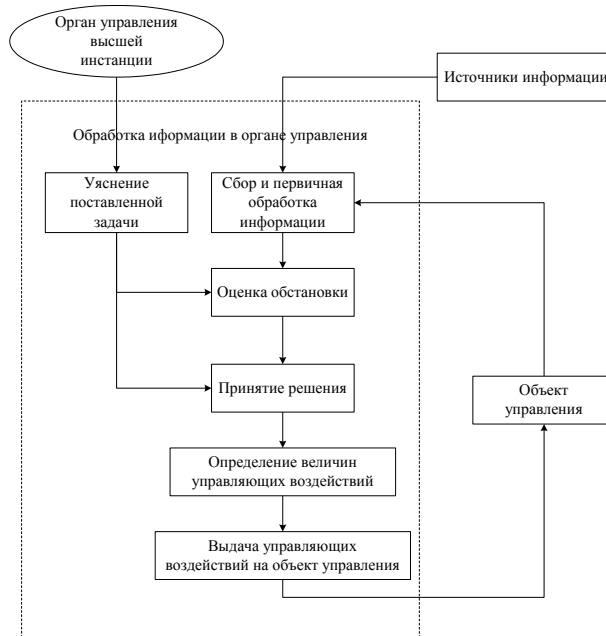 Орган управления
высшей
инстанции
Источники информации
Обработка иформации в органе управления
Уяснение
поставленной
задачи
Сбор и первичная
обработка
информации
Оценка обстановки
Принятие решения
Объект
управления
Определение величин
управляющих воздействий
Выдача управляющих
воздействий на объект управления